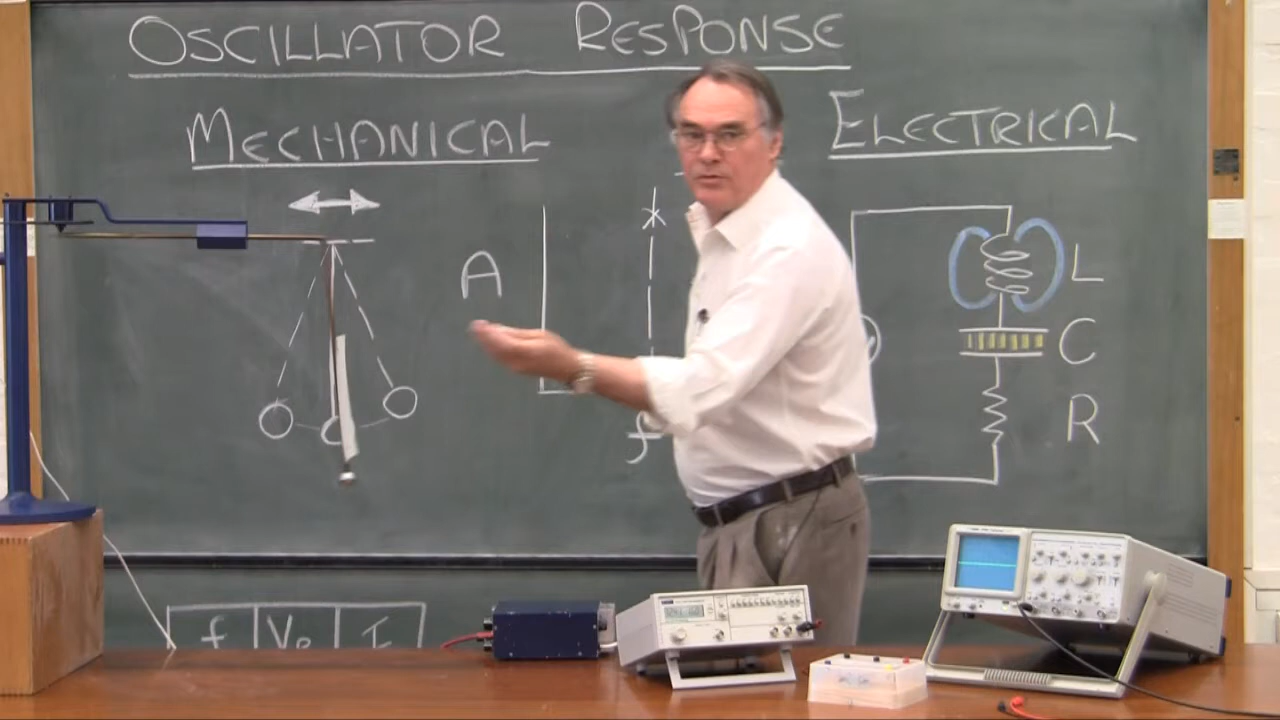 OSCILLATOR RESPONSE
MECHANICAL
ELECTRICAL
A
L
C
R
f
f V₀ I